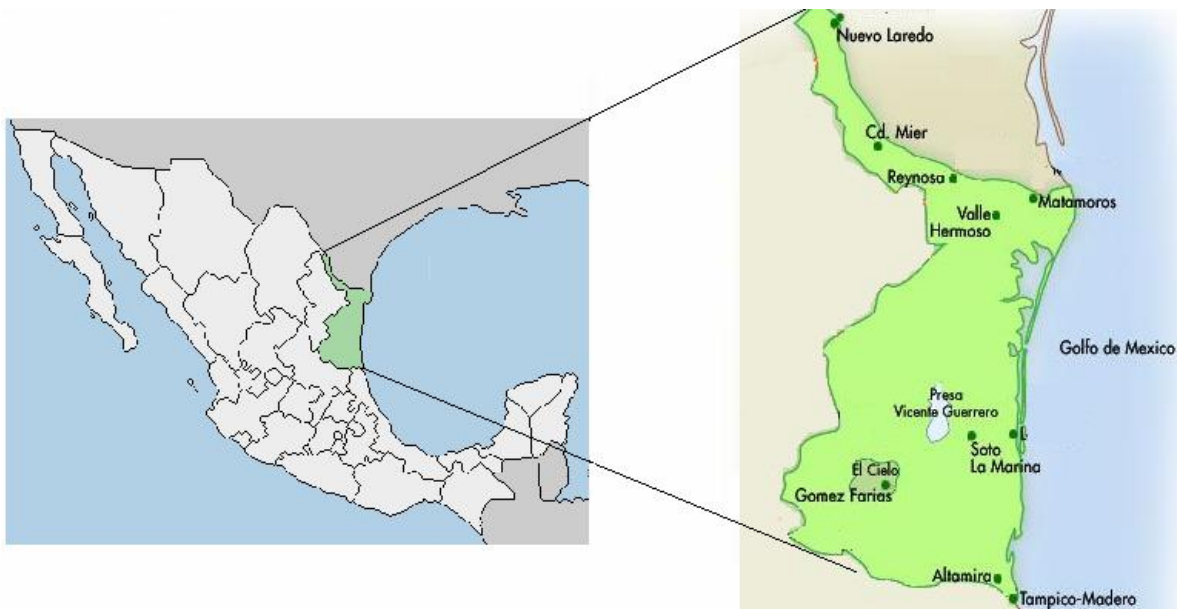 Nuevo Laredo
Cd. Mier
Reynosa
Matamoros
Valle
Hermoso
Golfo de Mexico
Presa
Vicente Guerrero
L
Soto
La Marina
El Cielo
Gomez Farias
Altamira
Tampico-Madero